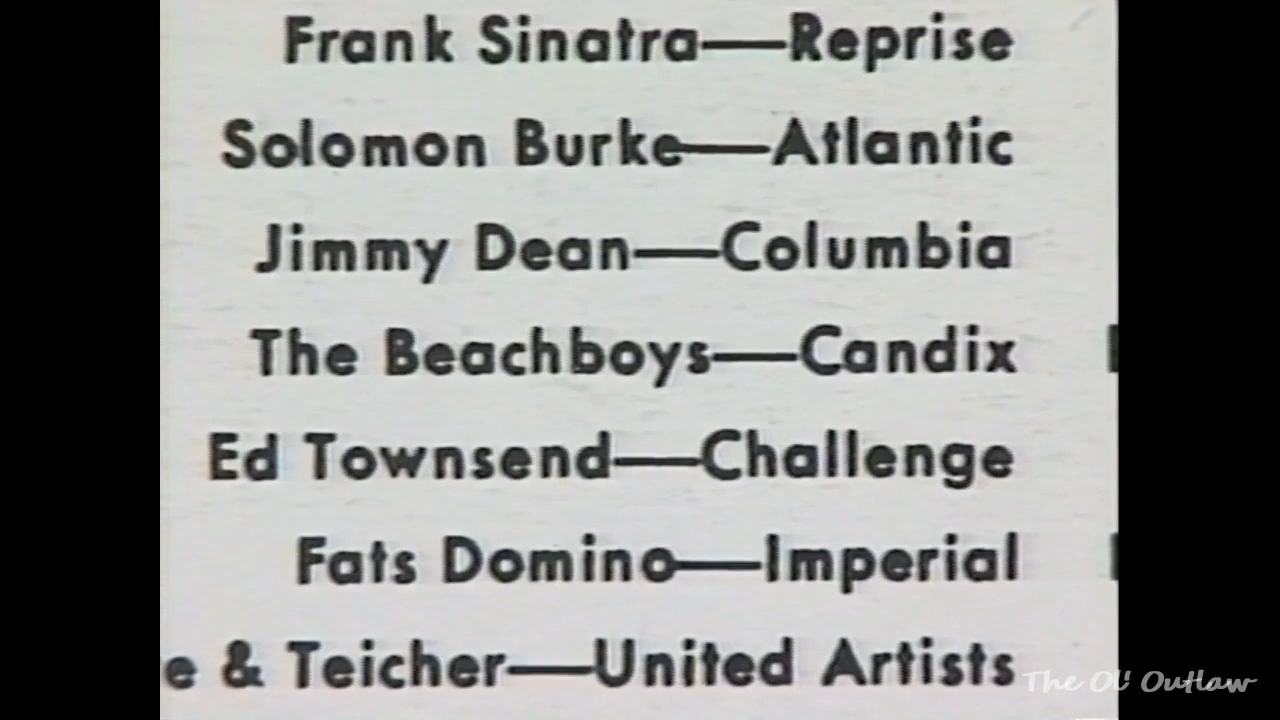 Frank Sinatra—Reprise
Solomon Burke—Atlantic
Jimmy Dean—Columbia
The Beachboys—Candix
Ed Townsend—Challenge
Fats Domino—Imperial
e & Teicher—United Artists
The Ol' Outlaw